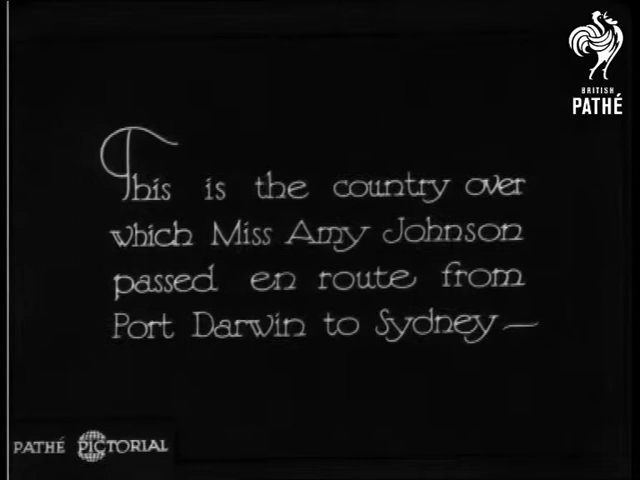 BRITISH
PATHÉ
This is the country over
which Miss Amy Johnson
passed en route from
Port Darwin to Sydney—
PATHÉ PICTORIAL